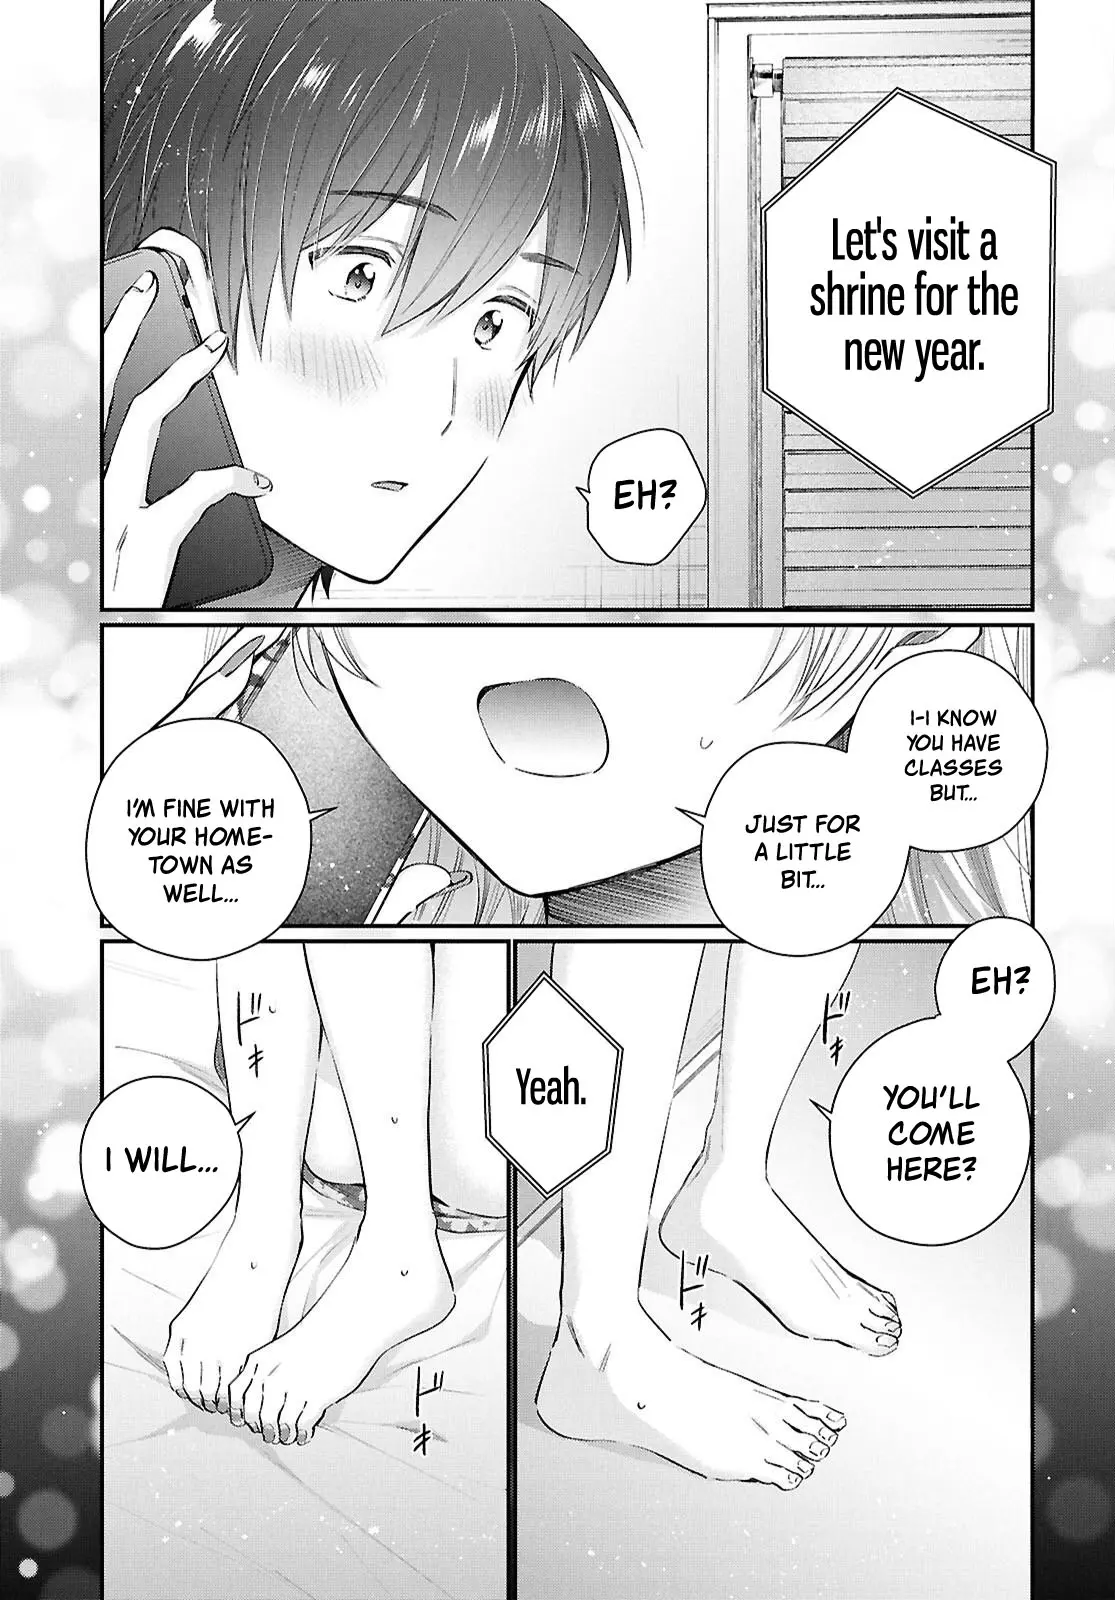 Let's visit a
shrine for the
new year.
EH?
I-I KNOW
YOU HAVE
CLASSES
BUT...
JUST FOR
A LITTLE
BIT...
I'M FINE WITH
YOUR HOME-
TOWN AS
WELL...
EH?
YOU'LL
COME
HERE?
ドキ
ドキ
Yeah.
ドキ
I WILL...
ドキ